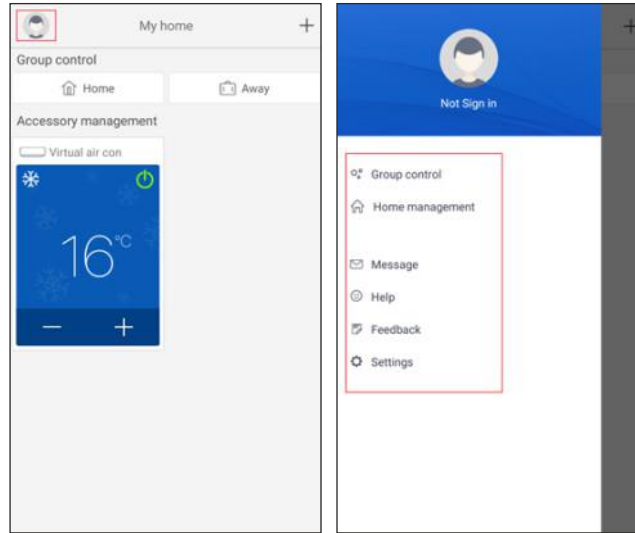 My home
+
Group control
Home
Away
Accessory management
Virtual air con
16°C
— +
Not Sign in
Group control
Home management
Message
Help
Feedback
Settings
+